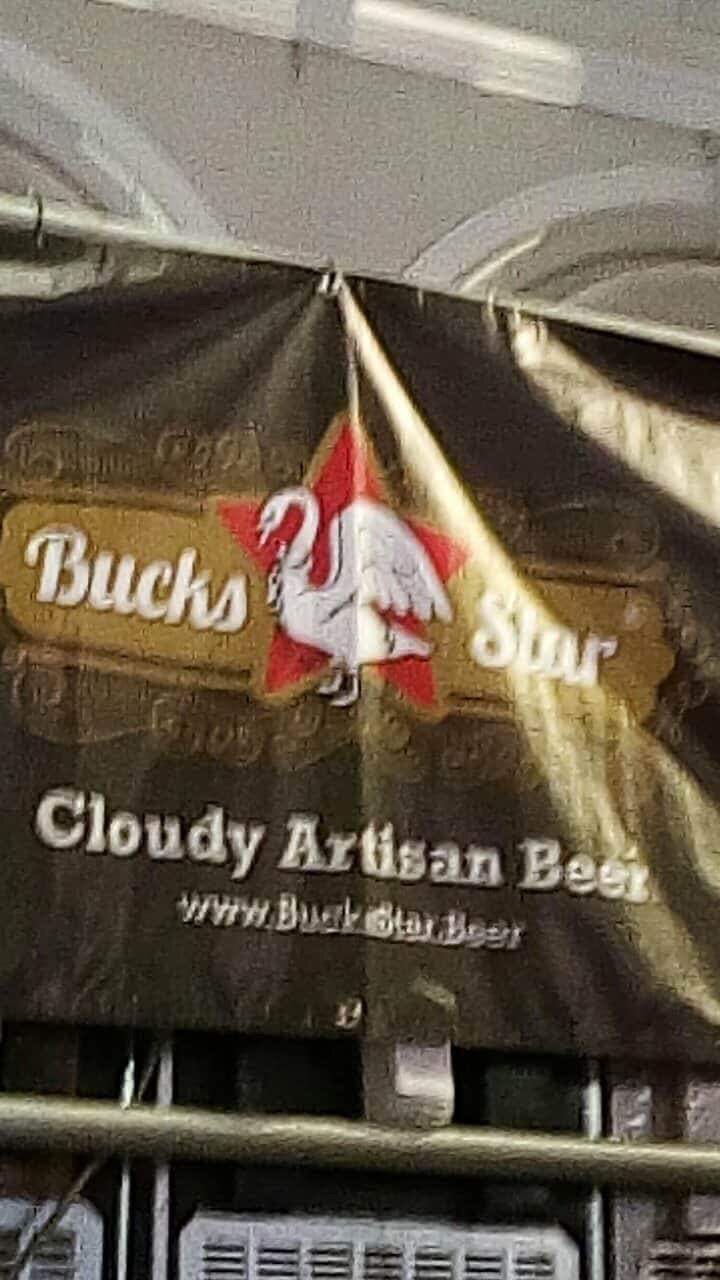 Bucks Star
Cloudy Artisan Beer
www.BucksStar.Beer